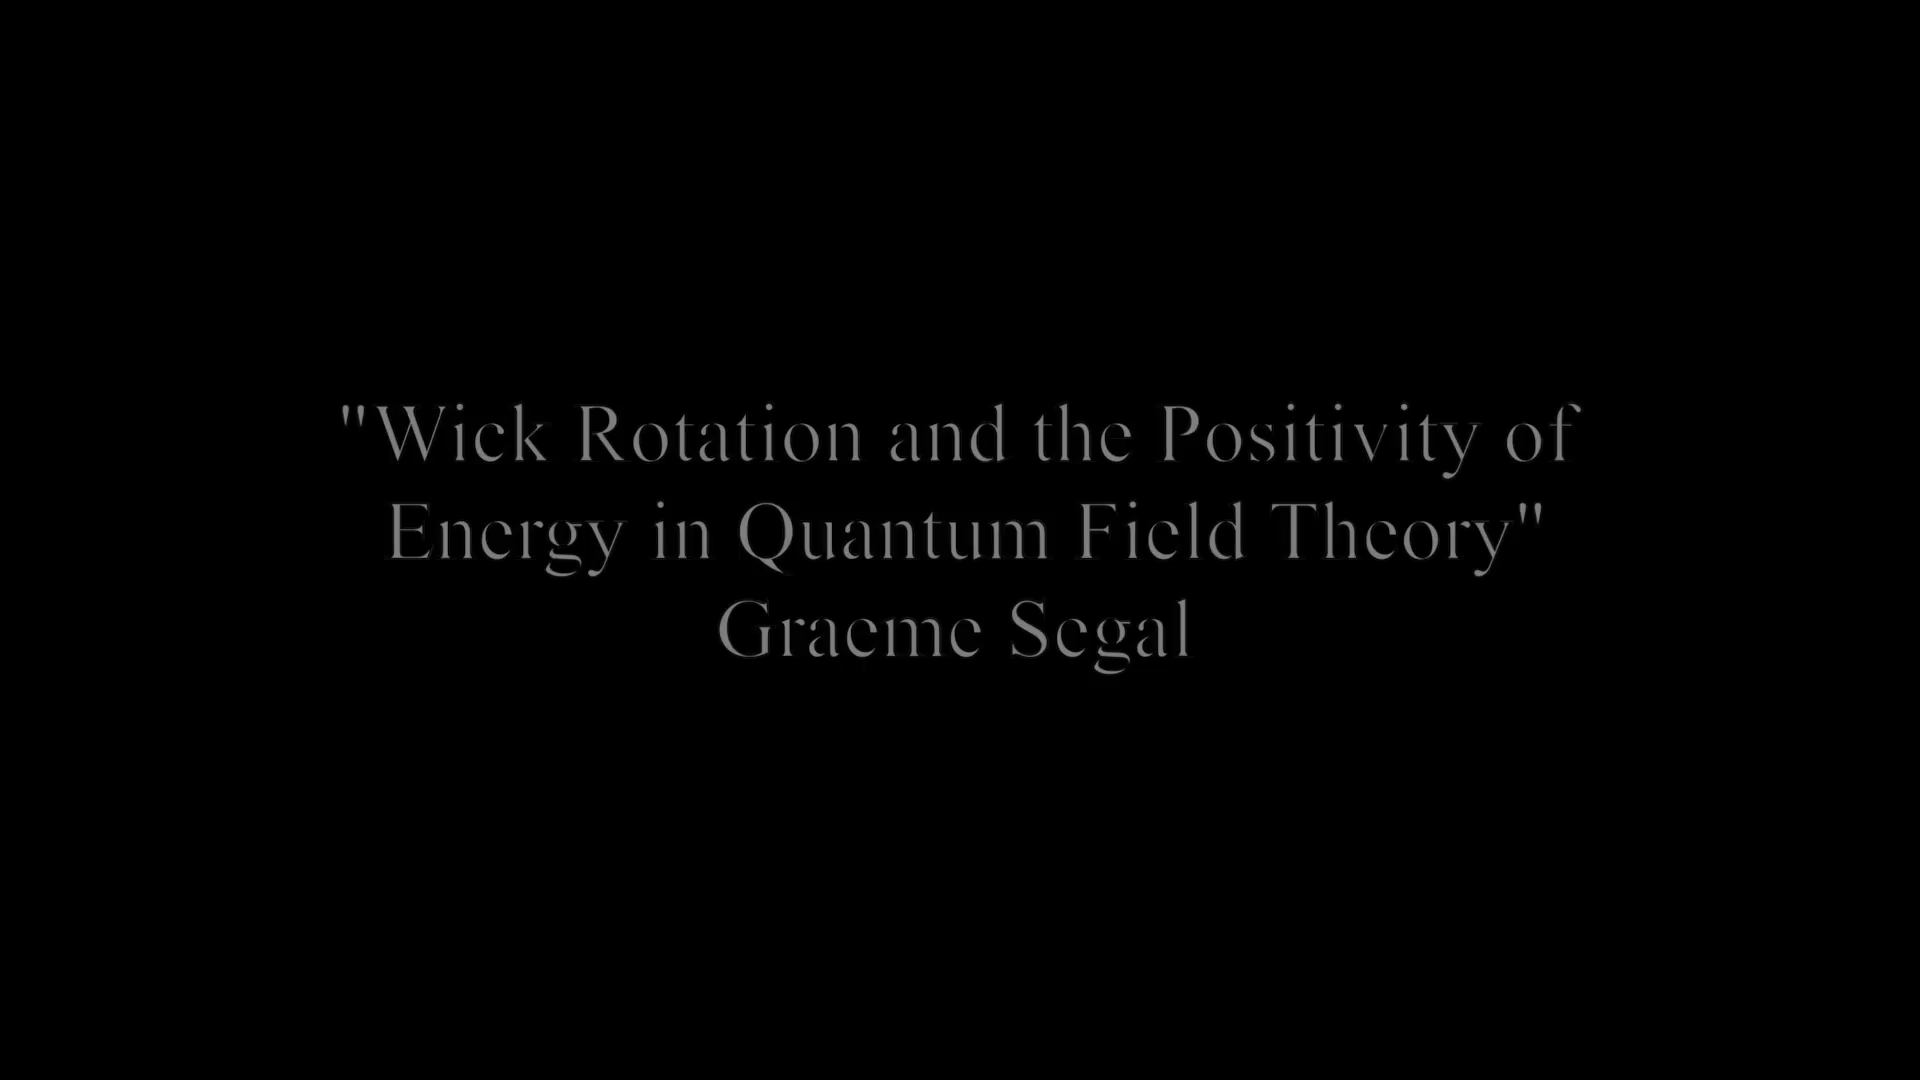 "Wick Rotation and the Positivity of
Energy in Quantum Field Theory"
Graeme Segal